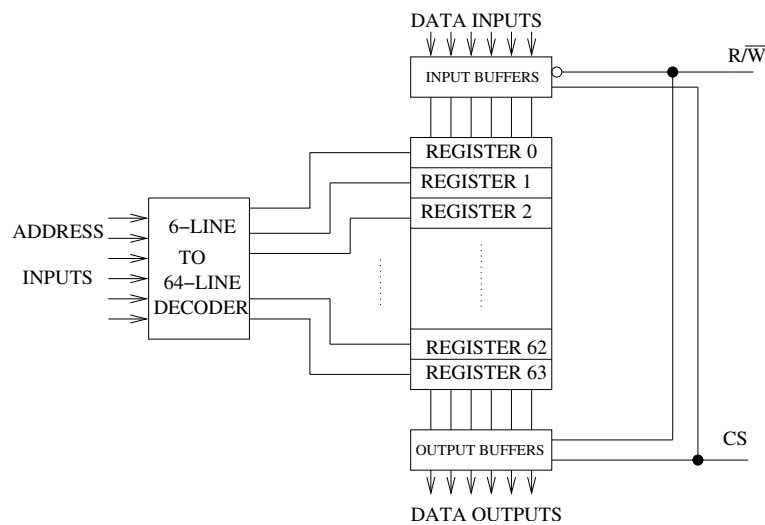 DATA INPUTS
R/W̅
INPUT BUFFERS
REGISTER 0
REGISTER 1
REGISTER 2
ADDRESS
INPUTS
6−LINE
TO
64−LINE
DECODER
REGISTER 62
REGISTER 63
CS
OUTPUT BUFFERS
DATA OUTPUTS